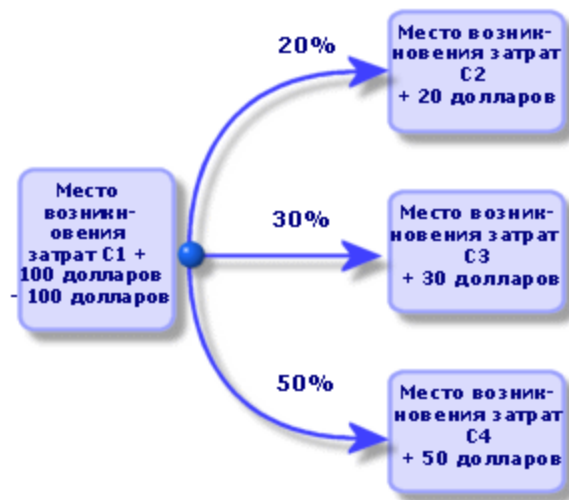 20%
Место возник-
новения затрат
C2
+ 20 долларов
Место
возникн-
овения
затрат C1 +
100 долларов
- 100 долларов
30%
Место возник-
новения затрат
C3
+ 30 долларов
50%
Место возник-
новения затрат
C4
+ 50 долларов